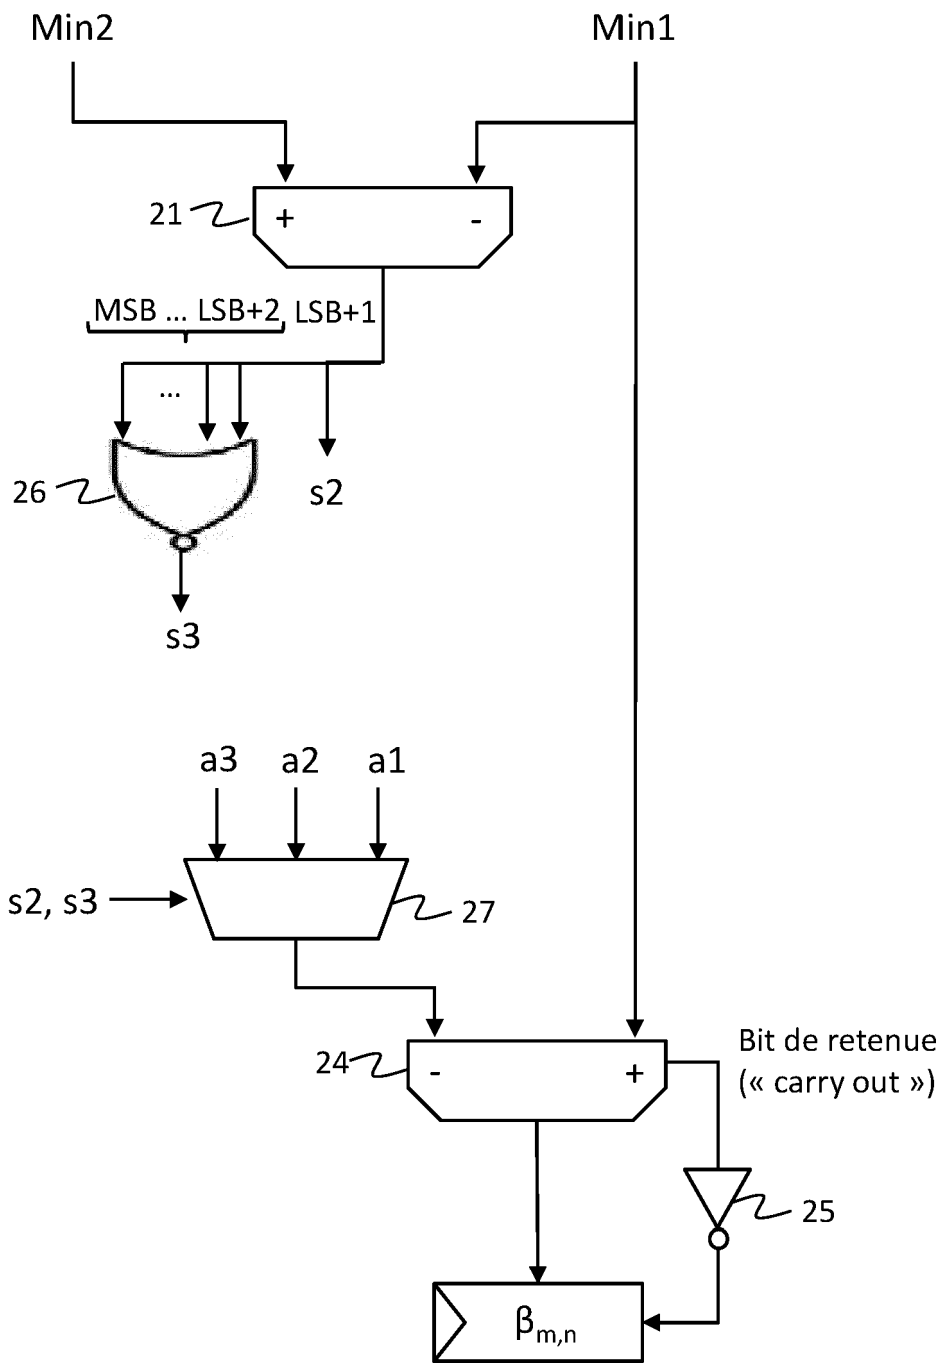 Min2 Min1
21 + -
MSB ... LSB+2 LSB+1
...
26 s2
s3
a3 a2 a1
s2, s3 27
Bit de retenue
(« carry out »)
24 - +
25
βm,n